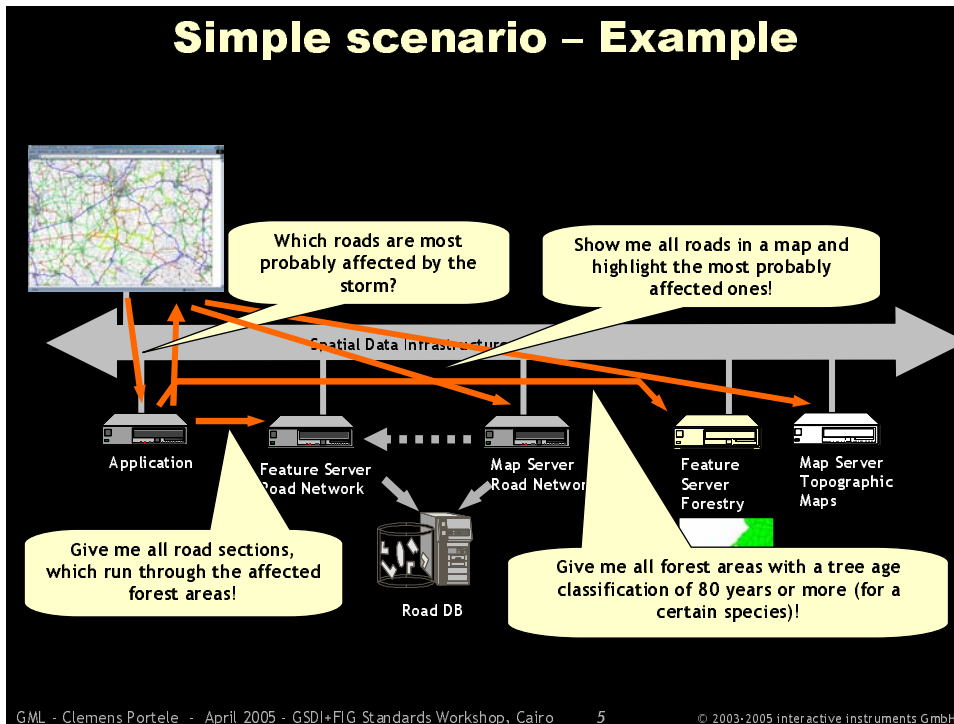 Simple scenario – Example
Which roads are most
probably affected by the
storm?
Show me all roads in a map and
highlight the most probably
affected ones!
Spatial Data Infrastructure
Application
Feature Server
Road Network
Map Server
Road Network
Feature
Server
Forestry
Map Server
Topographic
Maps
Give me all road sections,
which run through the affected
forest areas!
Road DB
Give me all forest areas with a tree age
classification of 80 years or more (for a
certain species)!
GML - Clemens Portele - April 2005 - GSDI+FIG Standards Workshop, Cairo 5 © 2003-2005 interactive instruments GmbH